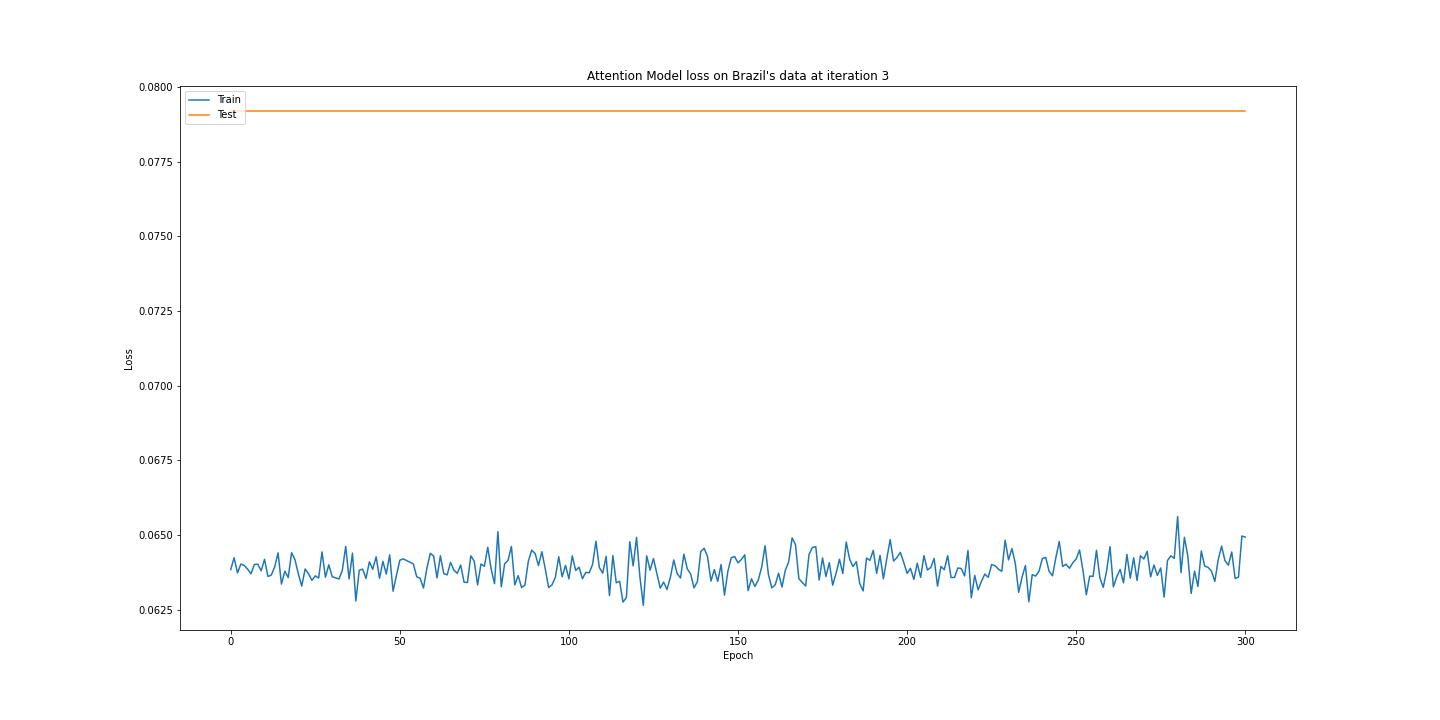 Attention Model loss on Brazil's data at iteration 3
Train
Test
0.0800
0.0775
0.0750
0.0725
0.0700
0.0675
0.0650
0.0625
Loss
0 50 100 150 200 250 300
Epoch